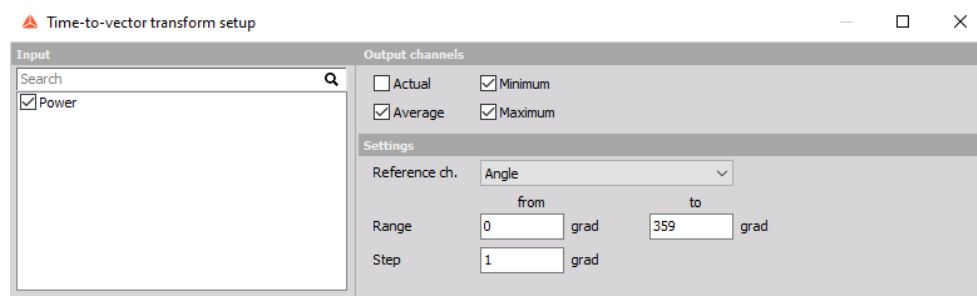 Time-to-vector transform setup
Input
Search
Power
Output channels
Actual
Minimum
Average
Maximum
Settings
Reference ch.
Angle
from
to
Range
0
grad
359
grad
Step
1
grad